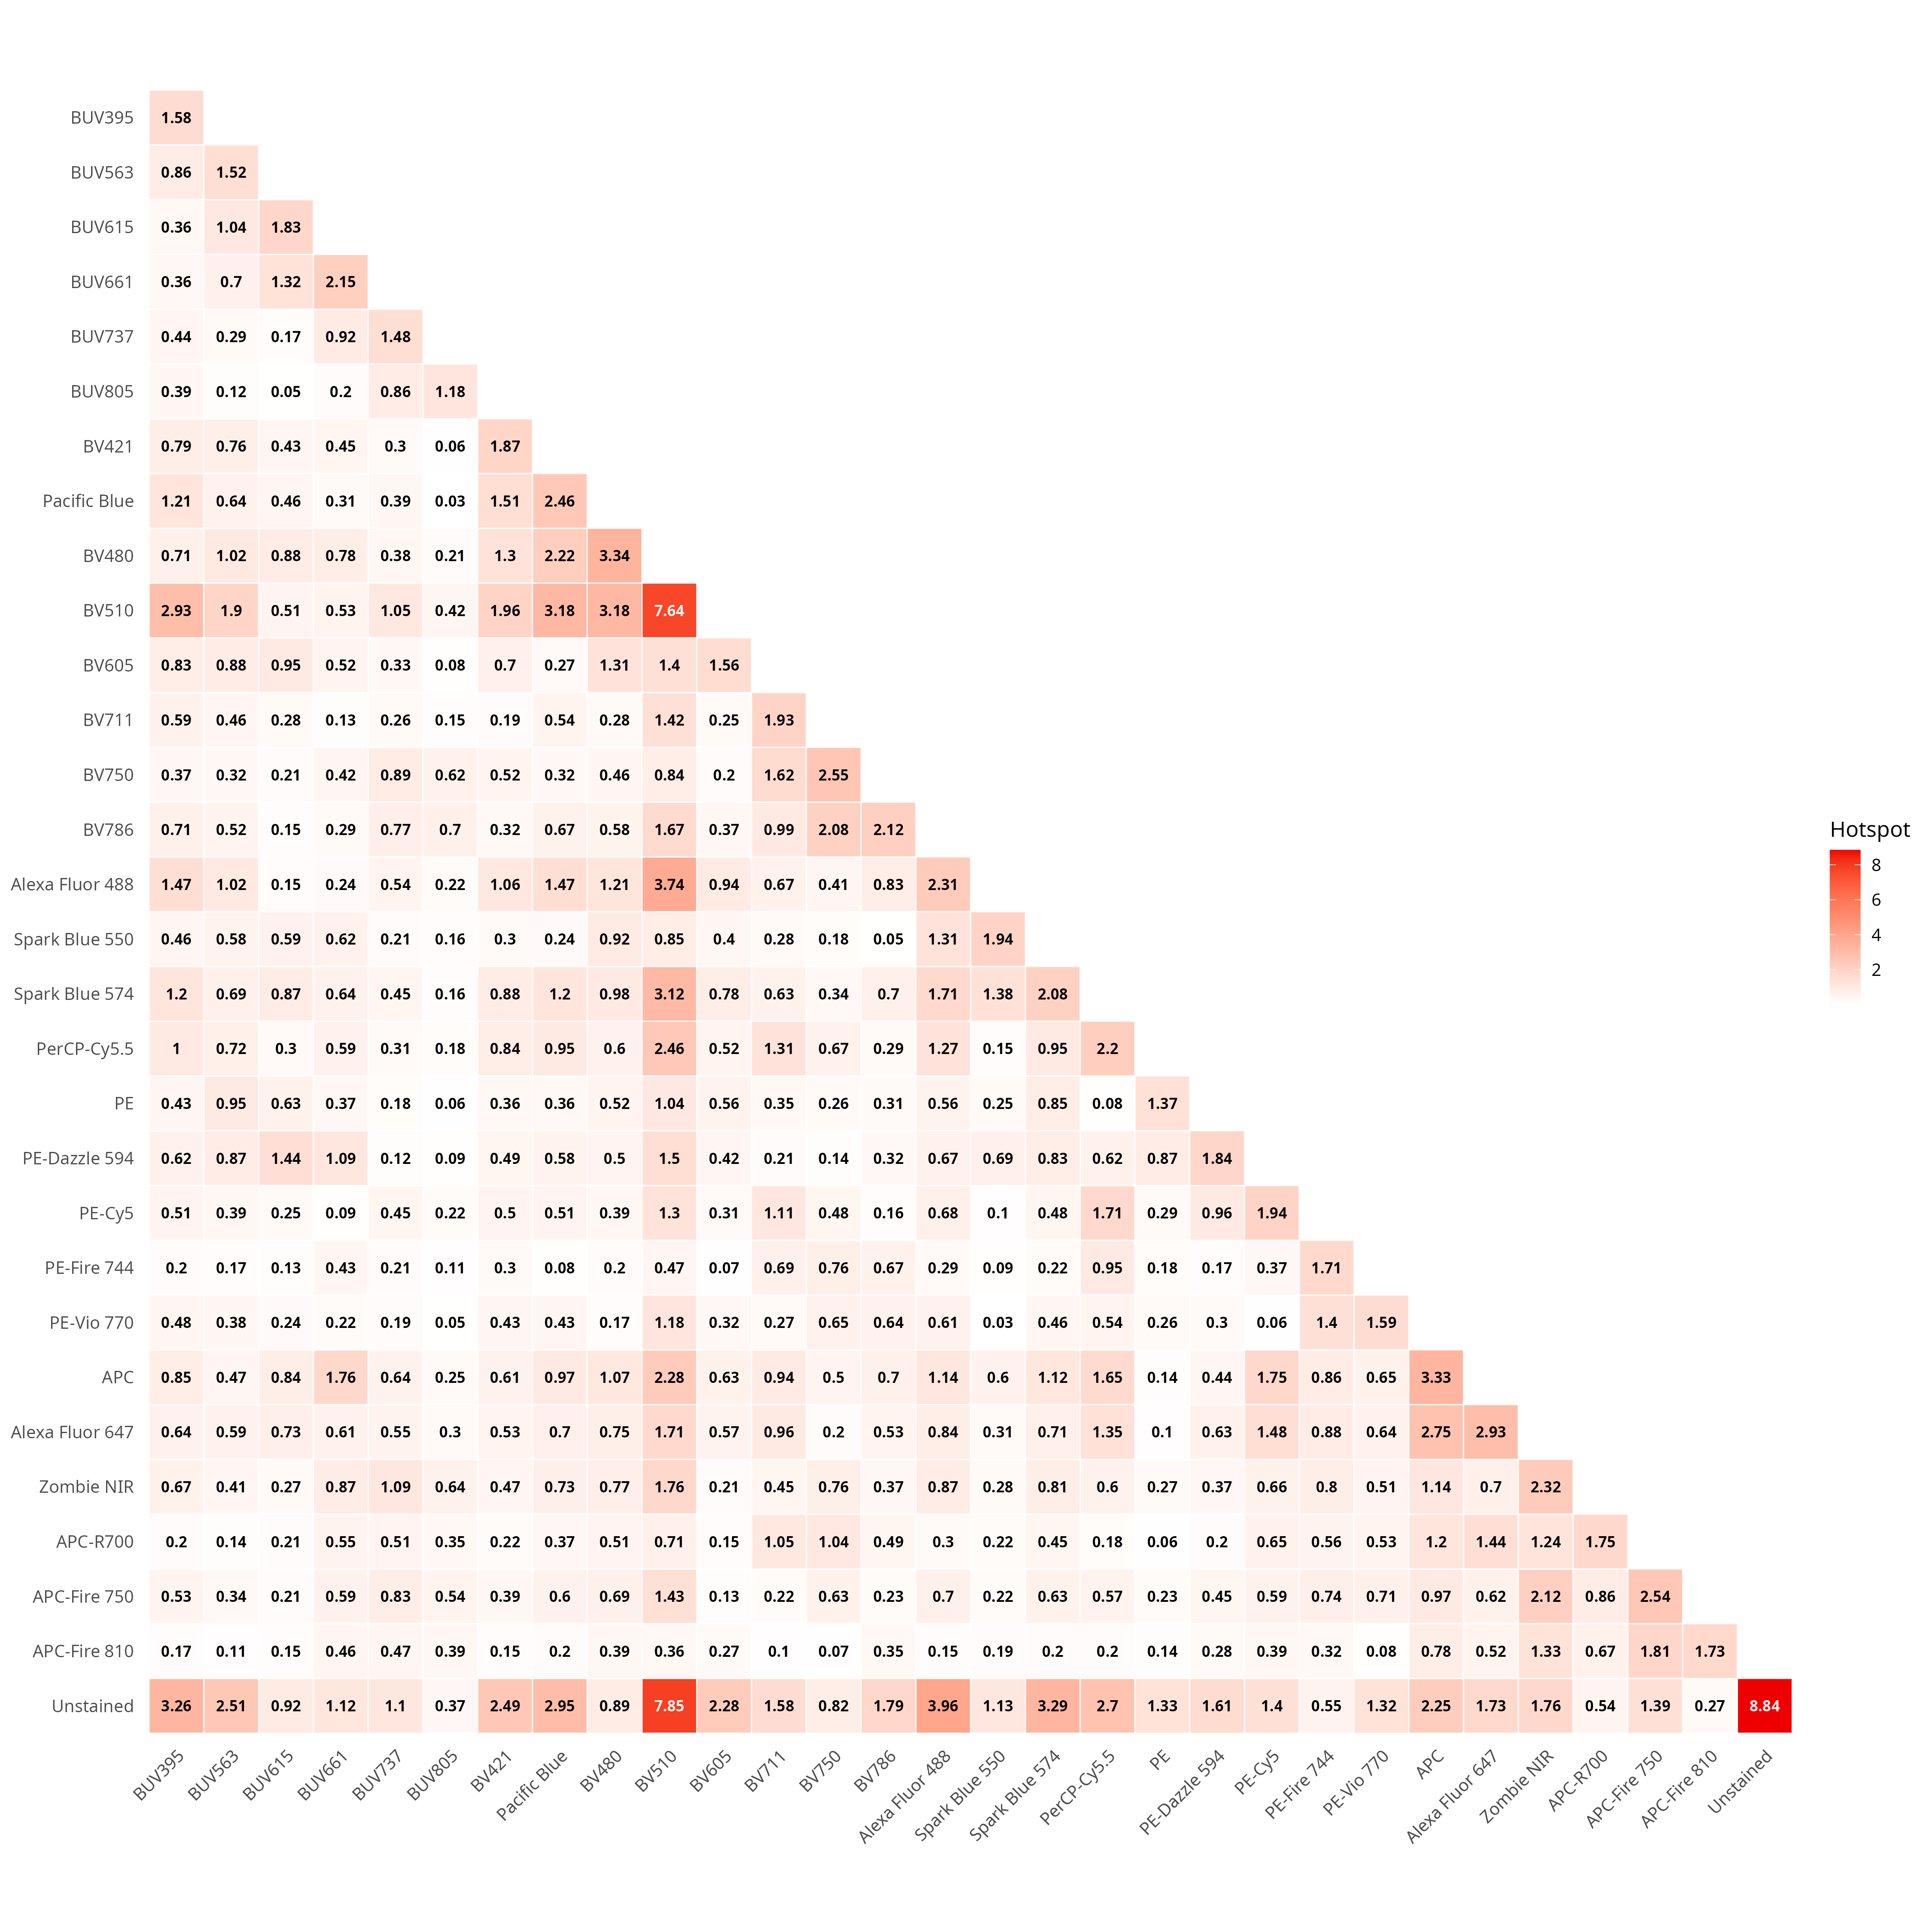 BUV395 1.58
BUV563 0.86 1.52
BUV615 0.36 1.04 1.83
BUV661 0.36 0.7 1.32 2.15
BUV737 0.44 0.29 0.17 0.92 1.48
BUV805 0.39 0.12 0.05 0.2 0.86 1.18
BV421 0.79 0.76 0.43 0.45 0.3 0.06 1.87
Pacific Blue 1.21 0.64 0.46 0.31 0.39 0.03 1.51 2.46
BV480 0.71 1.02 0.88 0.78 0.38 0.21 1.3 2.22 3.34
BV510 2.93 1.9 0.51 0.53 1.05 0.42 1.96 3.18 3.18 7.64
BV605 0.83 0.88 0.95 0.52 0.33 0.08 0.7 0.27 1.31 1.4 1.56
BV711 0.59 0.46 0.28 0.13 0.26 0.15 0.19 0.54 0.28 1.42 0.25 1.93
BV750 0.37 0.32 0.21 0.42 0.89 0.62 0.52 0.32 0.46 0.84 0.2 1.62 2.55
BV786 0.71 0.52 0.15 0.29 0.77 0.7 0.32 0.67 0.58 1.67 0.37 0.99 2.08 2.12
Alexa Fluor 488 1.47 1.02 0.15 0.24 0.54 0.22 1.06 1.47 1.21 3.74 0.94 0.67 0.41 0.83 2.31
Spark Blue 550 0.46 0.58 0.59 0.62 0.21 0.16 0.3 0.24 0.92 0.85 0.4 0.28 0.18 0.05 1.31 1.94
Spark Blue 574 1.2 0.69 0.87 0.64 0.45 0.16 0.88 1.2 0.98 3.12 0.78 0.63 0.34 0.7 1.71 1.38 2.08
PerCP-Cy5.5 1 0.72 0.3 0.59 0.31 0.18 0.84 0.95 0.6 2.46 0.52 1.31 0.67 0.29 1.27 0.15 0.95 2.2
PE 0.43 0.95 0.63 0.37 0.18 0.06 0.36 0.36 0.52 1.04 0.56 0.35 0.26 0.31 0.56 0.25 0.85 0.08 1.37
PE-Dazzle 594 0.62 0.87 1.44 1.09 0.12 0.09 0.49 0.58 0.5 1.5 0.42 0.21 0.14 0.32 0.67 0.69 0.83 0.62 0.87 1.84
PE-Cy5 0.51 0.39 0.25 0.09 0.45 0.22 0.5 0.51 0.39 1.3 0.31 1.11 0.48 0.16 0.68 0.1 0.48 1.71 0.29 0.96 1.94
PE-Fire 744 0.2 0.17 0.13 0.43 0.21 0.11 0.3 0.08 0.2 0.47 0.07 0.69 0.76 0.67 0.29 0.09 0.22 0.95 0.18 0.17 0.37 1.71
PE-Vio 770 0.48 0.38 0.24 0.22 0.19 0.05 0.43 0.43 0.17 1.18 0.32 0.27 0.65 0.64 0.61 0.03 0.46 0.54 0.26 0.3 0.06 1.4 1.59
APC 0.85 0.47 0.84 1.76 0.64 0.25 0.61 0.97 1.07 2.28 0.63 0.94 0.5 0.7 1.14 0.6 1.12 1.65 0.14 0.44 1.75 0.86 0.65 3.33
Alexa Fluor 647 0.64 0.59 0.73 0.61 0.55 0.3 0.53 0.7 0.75 1.71 0.57 0.96 0.2 0.53 0.84 0.31 0.71 1.35 0.1 0.63 1.48 0.88 0.64 2.75 2.93
Zombie NIR 0.67 0.41 0.27 0.87 1.09 0.64 0.47 0.73 0.77 1.76 0.21 0.45 0.76 0.37 0.87 0.28 0.81 0.6 0.27 0.37 0.66 0.8 0.51 1.14 0.7 2.32
APC-R700 0.2 0.14 0.21 0.55 0.51 0.35 0.22 0.37 0.51 0.71 0.15 1.05 1.04 0.49 0.3 0.22 0.45 0.18 0.06 0.2 0.65 0.56 0.53 1.2 1.44 1.24 1.75
APC-Fire 750 0.53 0.34 0.21 0.59 0.83 0.54 0.39 0.6 0.69 1.43 0.13 0.22 0.63 0.23 0.7 0.22 0.63 0.57 0.23 0.45 0.59 0.74 0.71 0.97 0.62 2.12 0.86 2.54
APC-Fire 810 0.17 0.11 0.15 0.46 0.47 0.39 0.15 0.2 0.39 0.36 0.27 0.1 0.07 0.35 0.15 0.19 0.2 0.2 0.14 0.28 0.39 0.32 0.08 0.78 0.52 1.33 0.67 1.81 1.73
Unstained 3.26 2.51 0.92 1.12 1.1 0.37 2.49 2.95 0.89 7.85 2.28 1.58 0.82 1.79 3.96 1.13 3.29 2.7 1.33 1.61 1.4 0.55 1.32 2.25 1.73 1.76 0.54 1.39 0.27 8.84
BUV395 BUV563 BUV615 BUV661 BUV737 BUV805 BV421 Pacific Blue BV480 BV510 BV605 BV711 BV750 BV786 Alexa Fluor 488 Spark Blue 550 Spark Blue 574 PerCP-Cy5.5 PE PE-Dazzle 594 PE-Cy5 PE-Fire 744 PE-Vio 770 APC Alexa Fluor 647 Zombie NIR APC-R700 APC-Fire 750 APC-Fire 810 Unstained
Hotspot
8
6
4
2